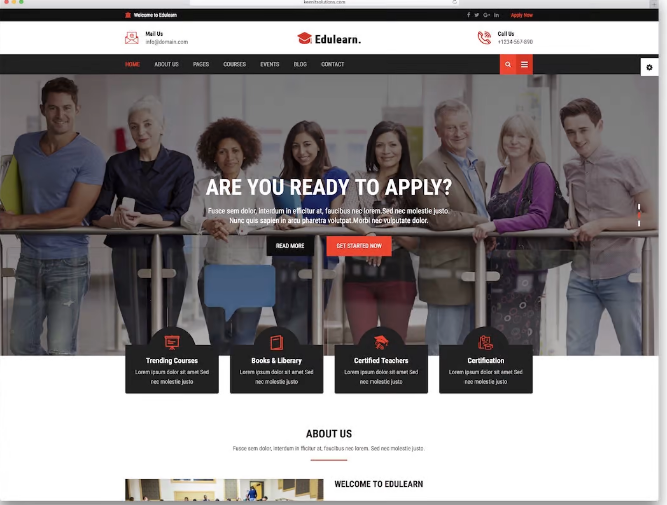 keenitsolutions.com
Welcome to Edulearn
Apply Now
Mail Us
info@domain.com
Edulearn.
Call Us
+1234-567-890
HOME ABOUT US PAGES COURSES EVENTS BLOG CONTACT
ARE YOU READY TO APPLY?
Fusce sem dolor, interdum in efficitur at, faucibus nec lorem.Sed nec molestie justo.
Nunc quis sapien in arcu pharetra volutpat.Morbi nec vulputate dolor.
READ MORE GET STARTED NOW
Trending Courses
Lorem ipsum dolor sit amet Sed
nec molestie justo
Books & Liberary
Lorem ipsum dolor sit amet Sed
nec molestie justo
Certified Teachers
Lorem ipsum dolor sit amet Sed
nec molestie justo
Certification
Lorem ipsum dolor sit amet Sed
nec molestie justo
ABOUT US
Fusce sem dolor, interdum in fficitur at, faucibus nec lorem. Sed nec molestie justo.
WELCOME TO EDULEARN